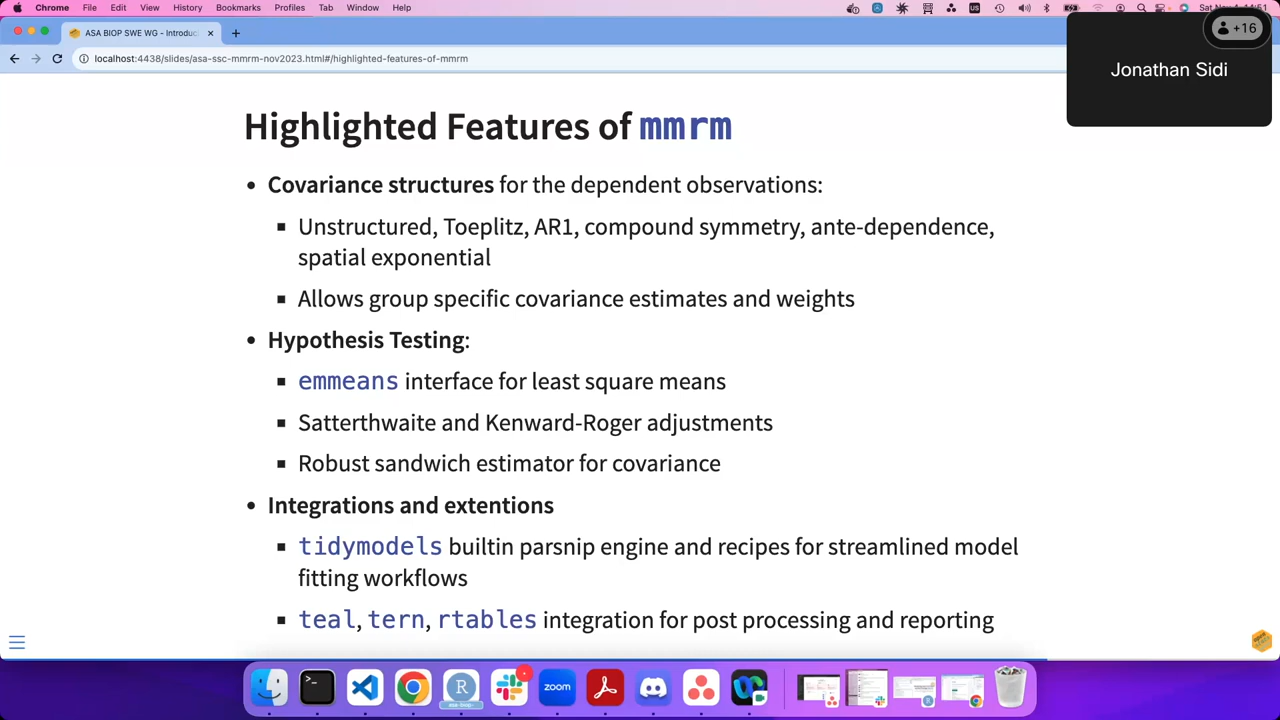 Chrome File Edit View History Bookmarks Profiles Tab Window Help
ASA BIOP SWE WG - Introduc
localhost:4438/slides/asa-ssc-mmrm-nov2023.html#/highlighted-features-of-mmrm
+16
Jonathan Sidi
Highlighted Features of mmrm
Covariance structures for the dependent observations:
Unstructured, Toeplitz, AR1, compound symmetry, ante-dependence,
spatial exponential
Allows group specific covariance estimates and weights
Hypothesis Testing:
emmeans interface for least square means
Satterthwaite and Kenward-Roger adjustments
Robust sandwich estimator for covariance
Integrations and extentions
tidymodels builtin parsnip engine and recipes for streamlined model
fitting workflows
teal, tern, rtables integration for post processing and reporting
zoom